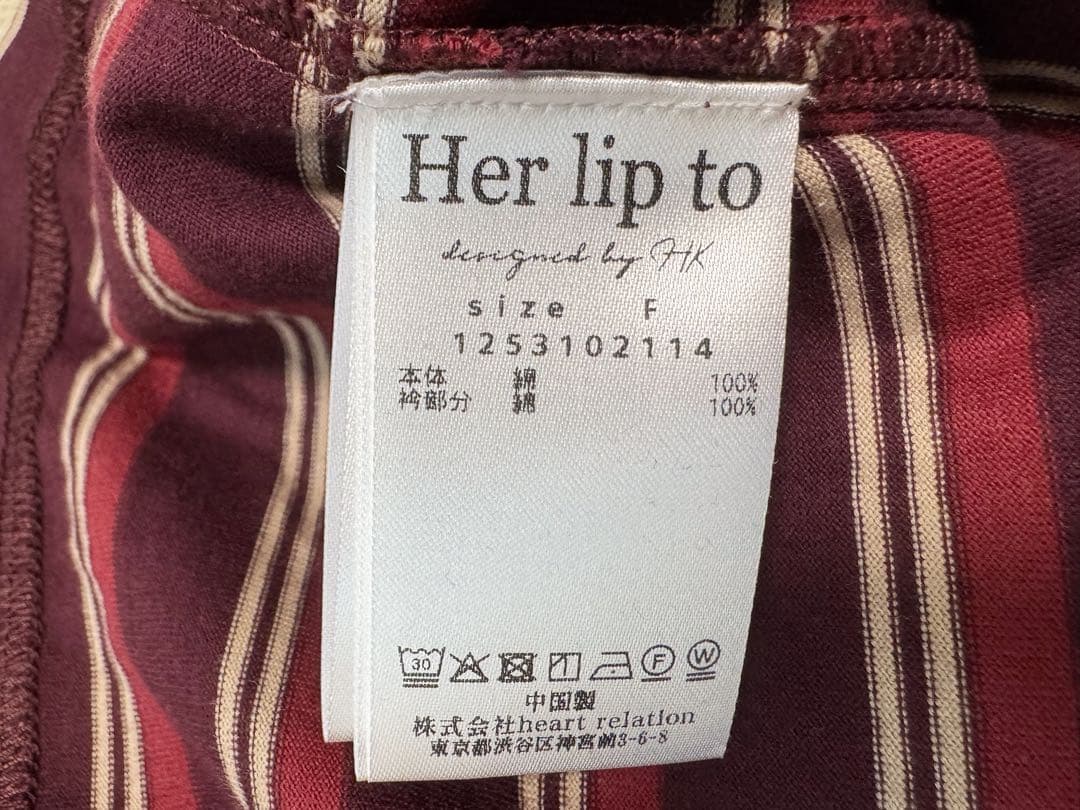 Her lip to
designed by HK
size F
1253102114
本体 綿 100%
衿部分 綿 100%
30 F W
中国製
株式会社heart relation
東京都渋谷区神宮前3-6-8